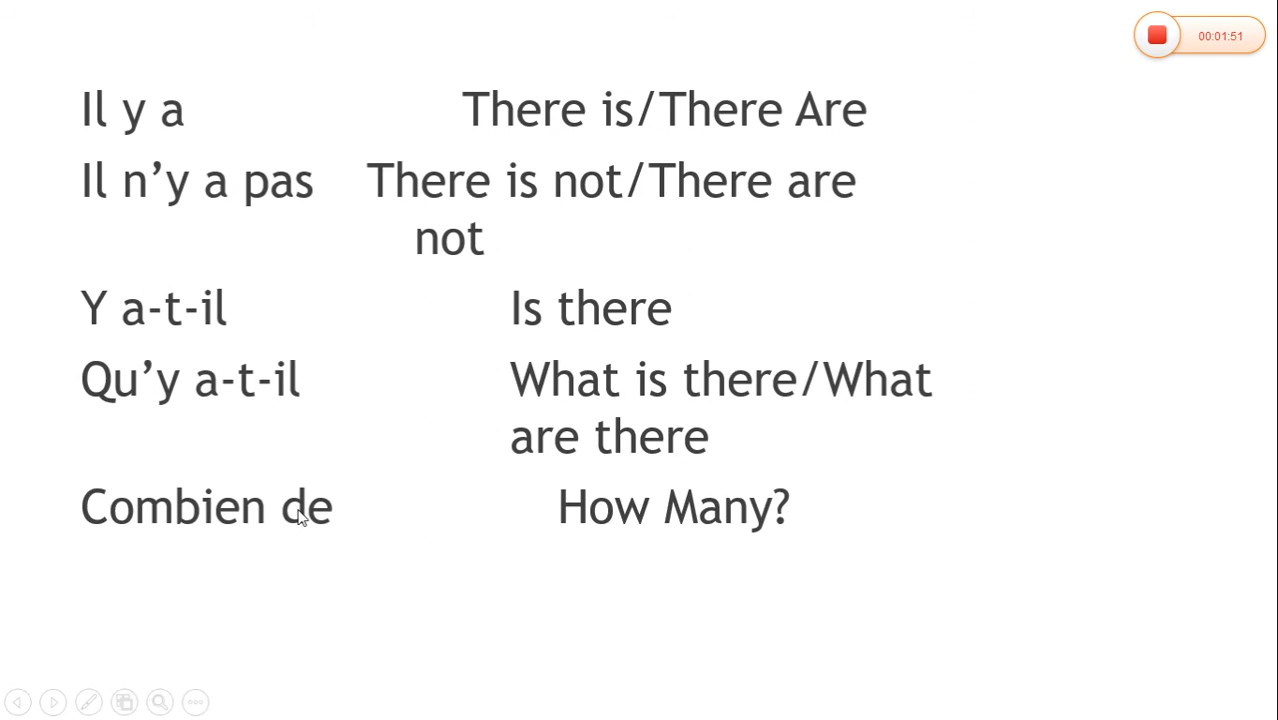 00:01:51
Il y a There is/There Are
Il n’y a pas There is not/There are
not
Y a-t-il Is there
Qu’y a-t-il What is there/What
are there
Combien de How Many?